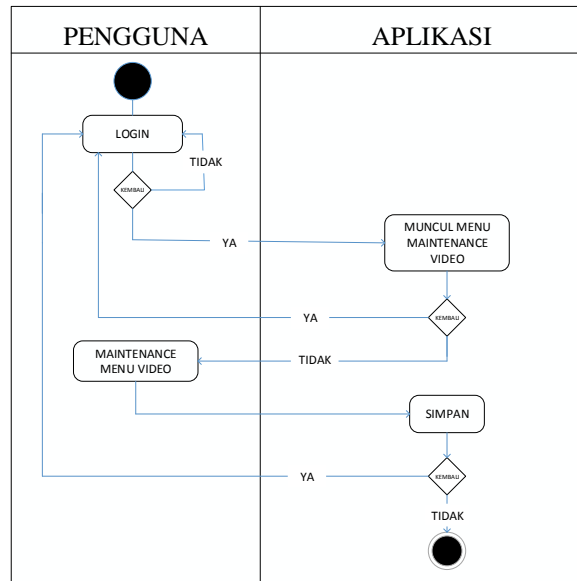 PENGGUNA
APLIKASI
LOGIN
TIDAK
KEMBALI
YA
MUNCUL MENU
MAINTENANCE
VIDEO
KEMBALI
YA
TIDAK
MAINTENANCE
MENU VIDEO
SIMPAN
KEMBALI
YA
TIDAK